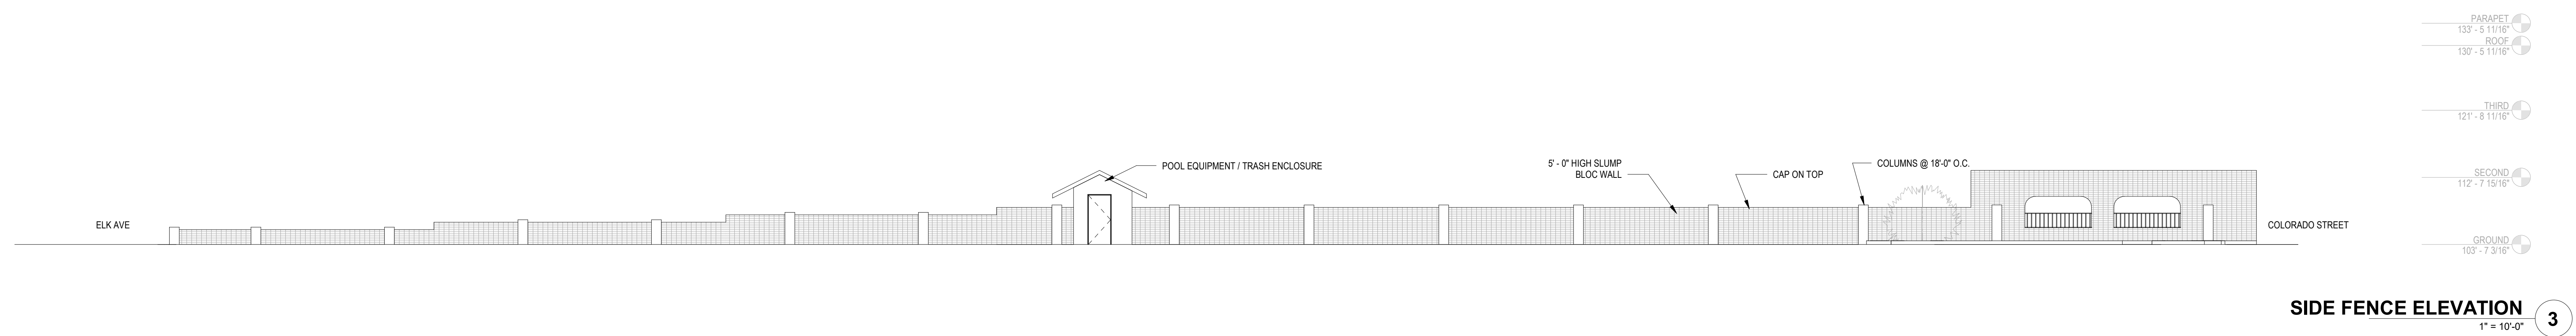 PARAPET
133' - 5 11/16"
ROOF
130' - 5 11/16"
THIRD
121' - 8 11/16"
POOL EQUIPMENT / TRASH ENCLOSURE
5' - 0" HIGH SLUMP
BLOC WALL
CAP ON TOP
COLUMNS @ 18'-0" O.C.
SECOND
112' - 7 15/16"
ELK AVE
COLORADO STREET
GROUND
103' - 7 3/16"
SIDE FENCE ELEVATION
1" = 10'-0"
3